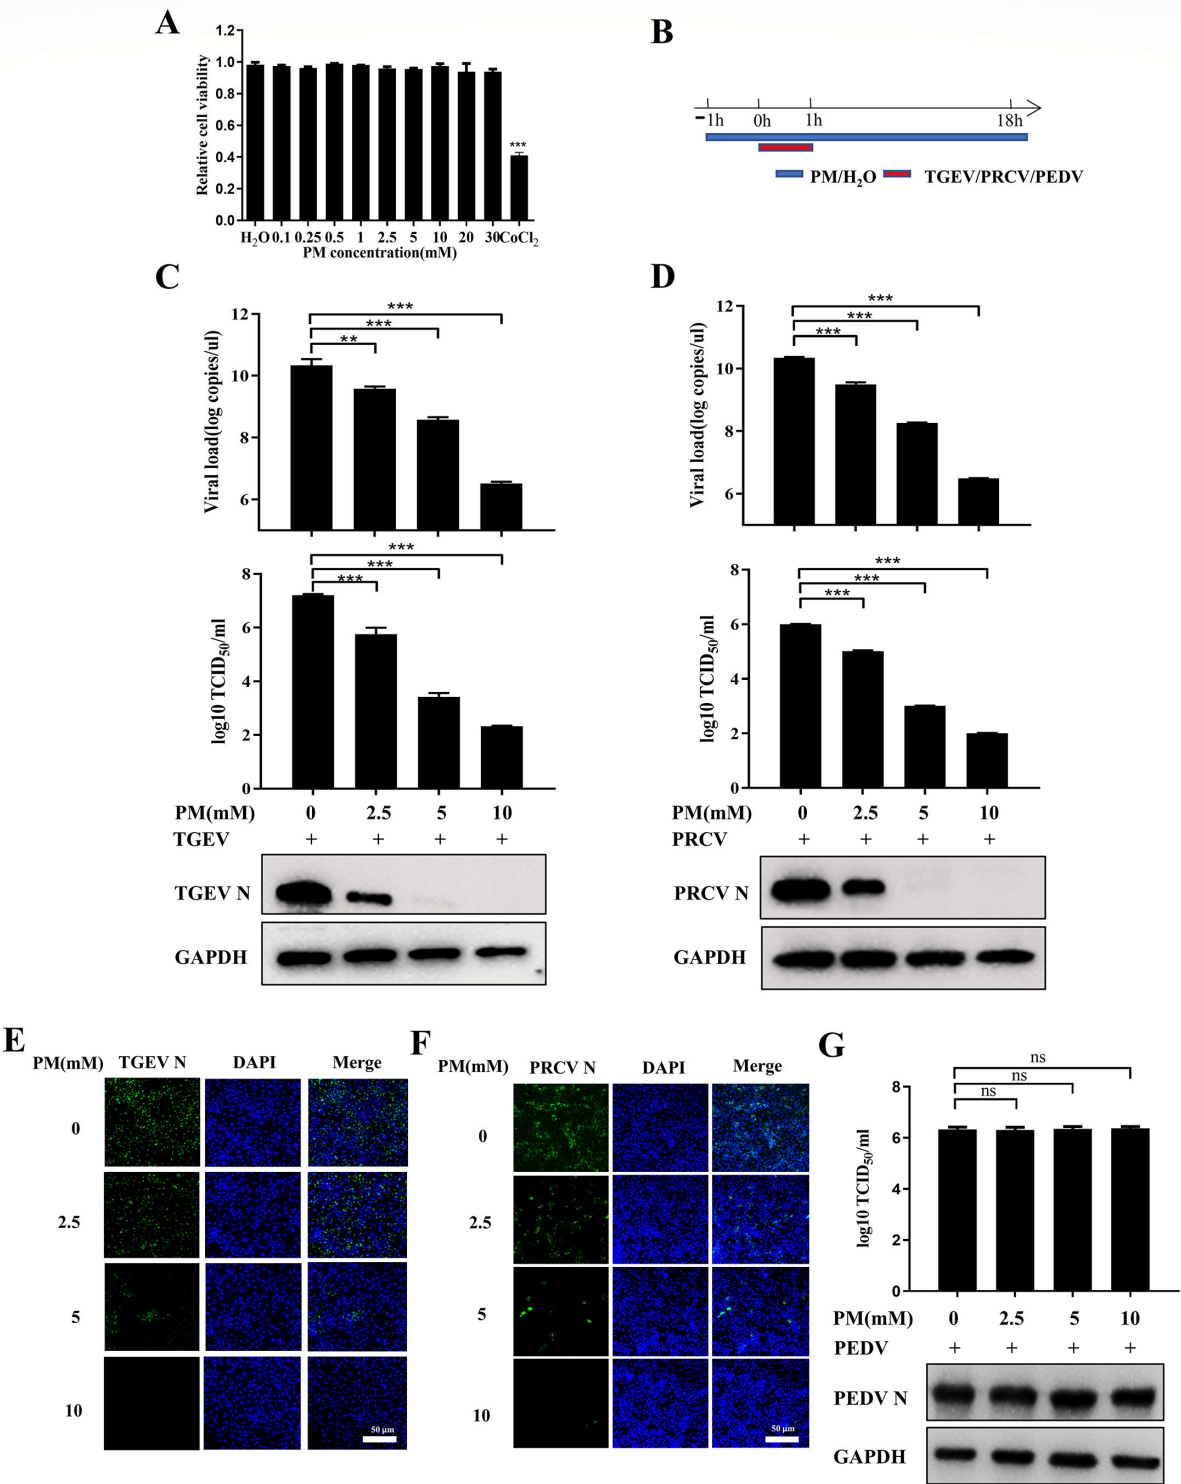 A
1.2
1.0
0.8
0.6
0.4
0.2
0.0
Relative cell viability
***
H2O 0.1 0.25 0.5 1 2.5 5 10 20 30 CoCl2
PM concentration(mM)
B
-1h 0h 1h 18h
PM/H2O TGEV/PRCV/PEDV
C
12
10
8
6
Viral load(log copies/ul)
***
***
**
8
6
4
2
0
log10 TCID50/ml
***
***
***
PM(mM) 0 2.5 5 10
TGEV + + + +
TGEV N
GAPDH
D
12
10
8
6
Viral load(log copies/ul)
***
***
***
8
6
4
2
0
log10 TCID50/ml
***
***
***
PM(mM) 0 2.5 5 10
PRCV + + + +
PRCV N
GAPDH
E
PM(mM) TGEV N DAPI Merge
0
2.5
5
10
50 μm
F
PM(mM) PRCV N DAPI Merge
0
2.5
5
10
50 μm
G
8
6
4
2
0
log10 TCID50/ml
ns
ns
ns
PM(mM) 0 2.5 5 10
PEDV + + + +
PEDV N
GAPDH